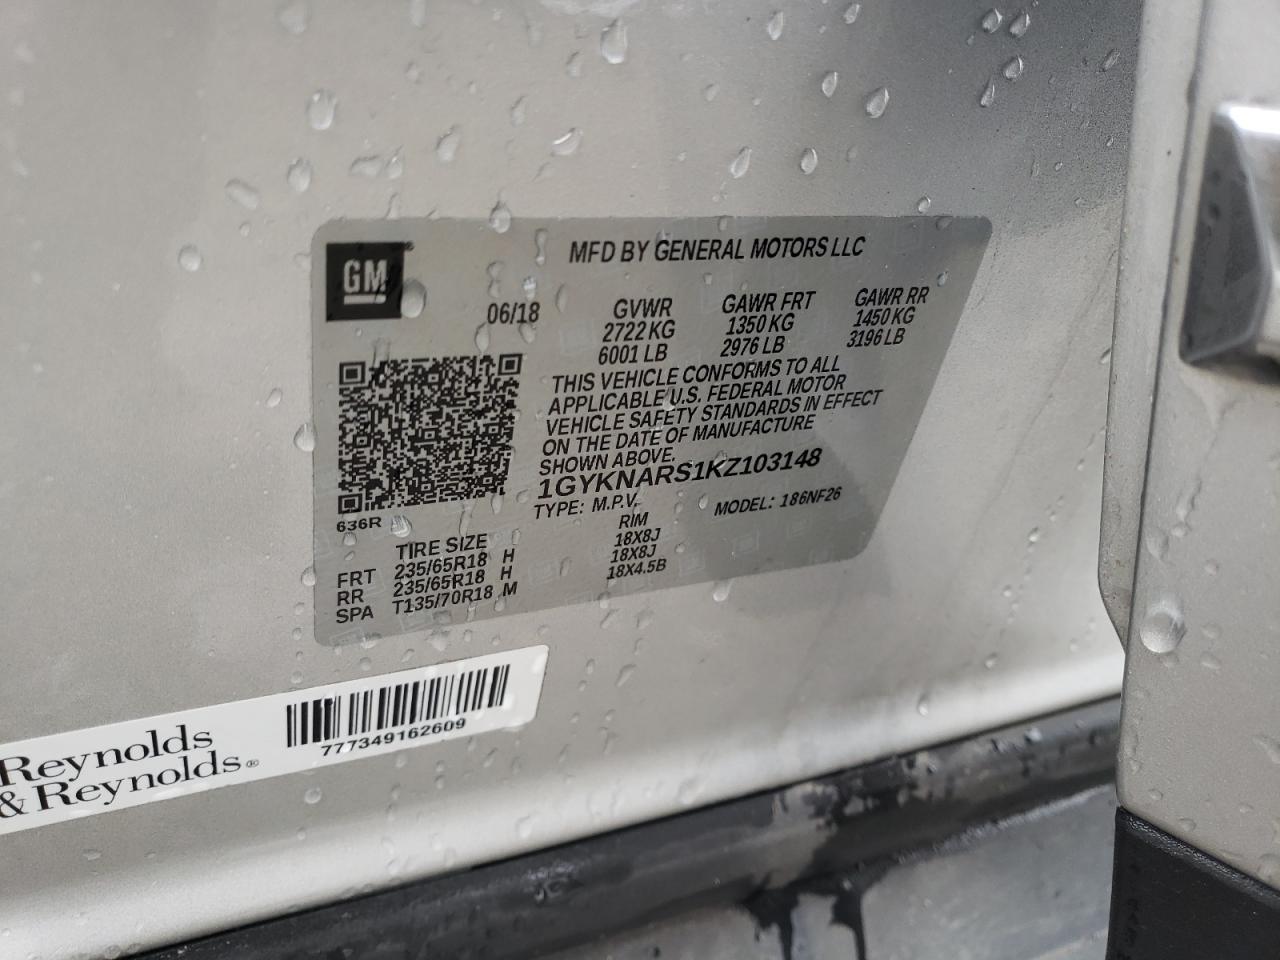 GM
MFD BY GENERAL MOTORS LLC
06/18 GVWR GAWR FRT GAWR RR
2722 KG 1350 KG 1450 KG
6001 LB 2976 LB 3196 LB
THIS VEHICLE CONFORMS TO ALL
APPLICABLE U.S. FEDERAL MOTOR
VEHICLE SAFETY STANDARDS IN EFFECT
ON THE DATE OF MANUFACTURE
SHOWN ABOVE.
1GYKNARS1KZ103148
TYPE: M.P.V. MODEL: 186NF26
636R
TIRE SIZE RIM
FRT 235/65R18 H 18X8J
RR 235/65R18 H 18X8J
SPA T135/70R18 M 18X4.5B
777349162609
Reynolds
& Reynolds®